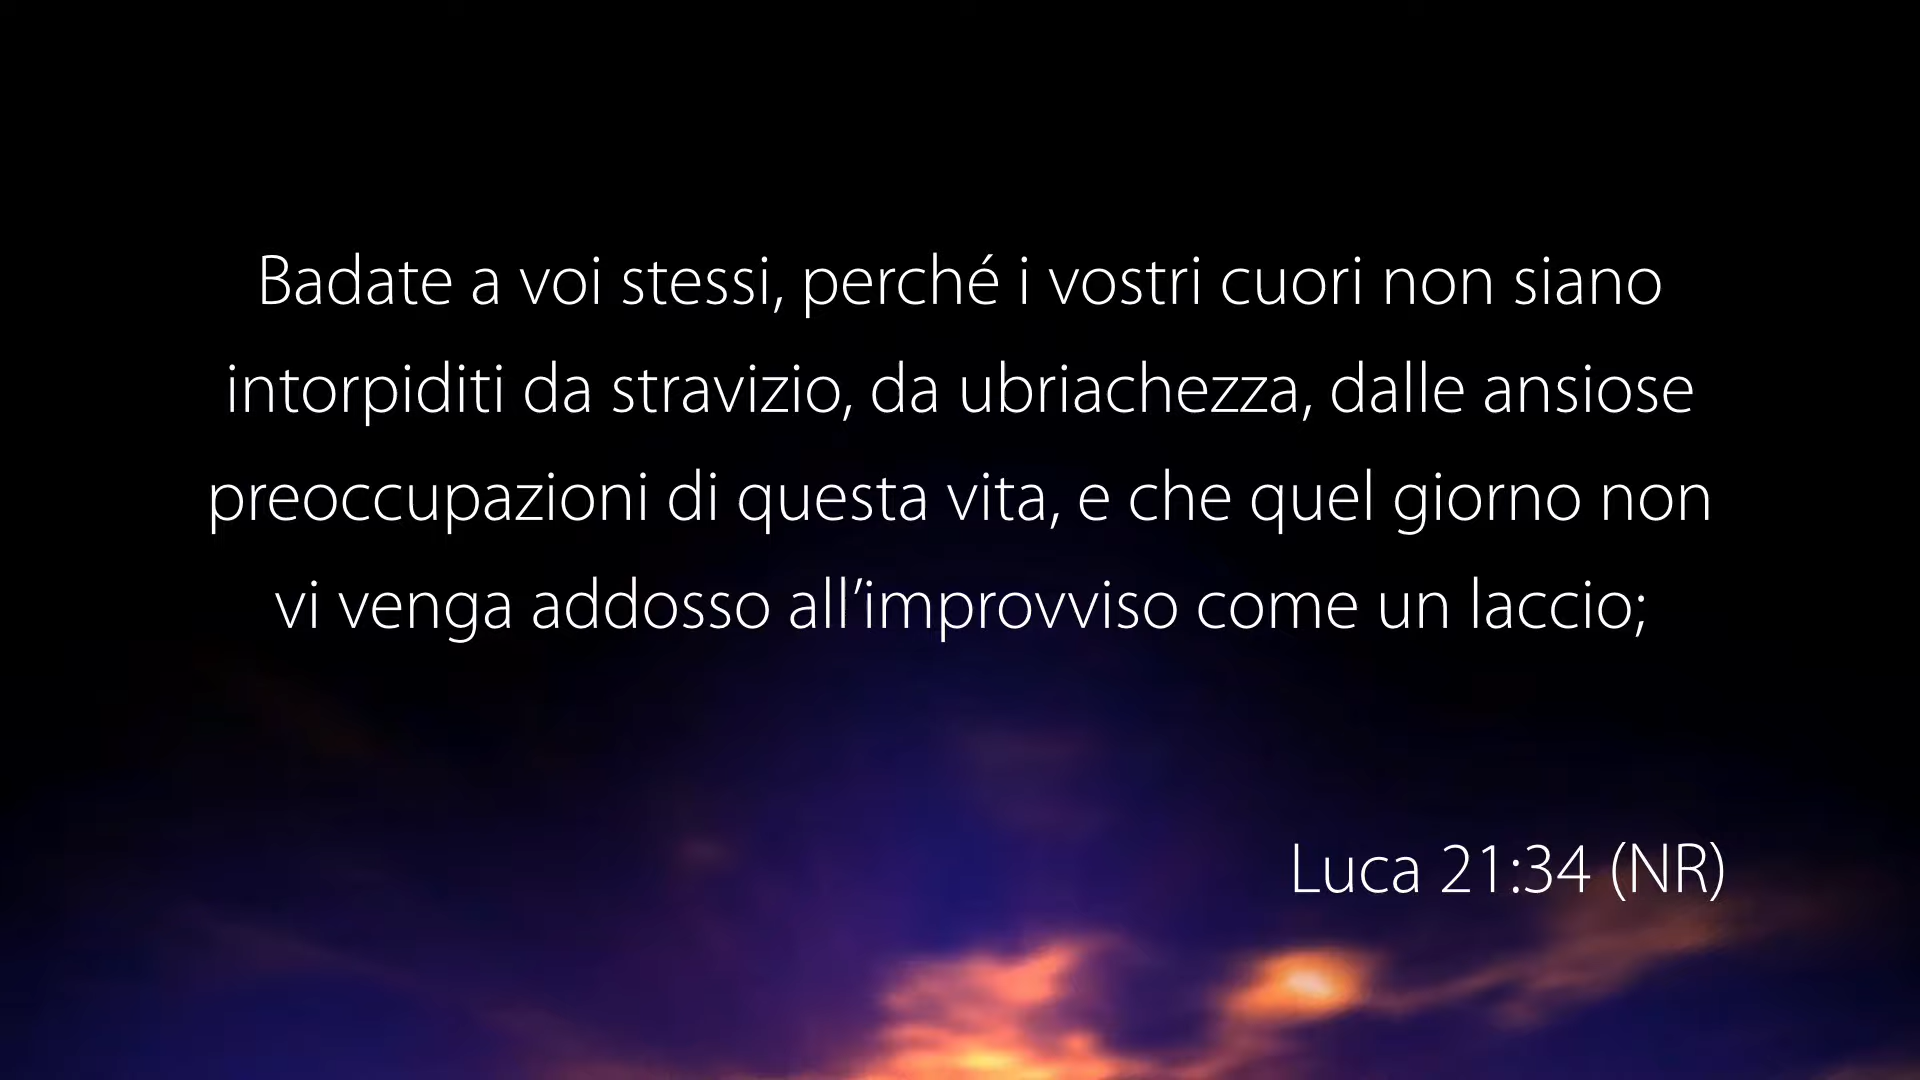 Badate a voi stessi, perché i vostri cuori non siano
intorpiditi da stravizio, da ubriachezza, dalle ansiose
preoccupazioni di questa vita, e che quel giorno non
vi venga addosso all’improvviso come un laccio;
Luca 21:34 (NR)